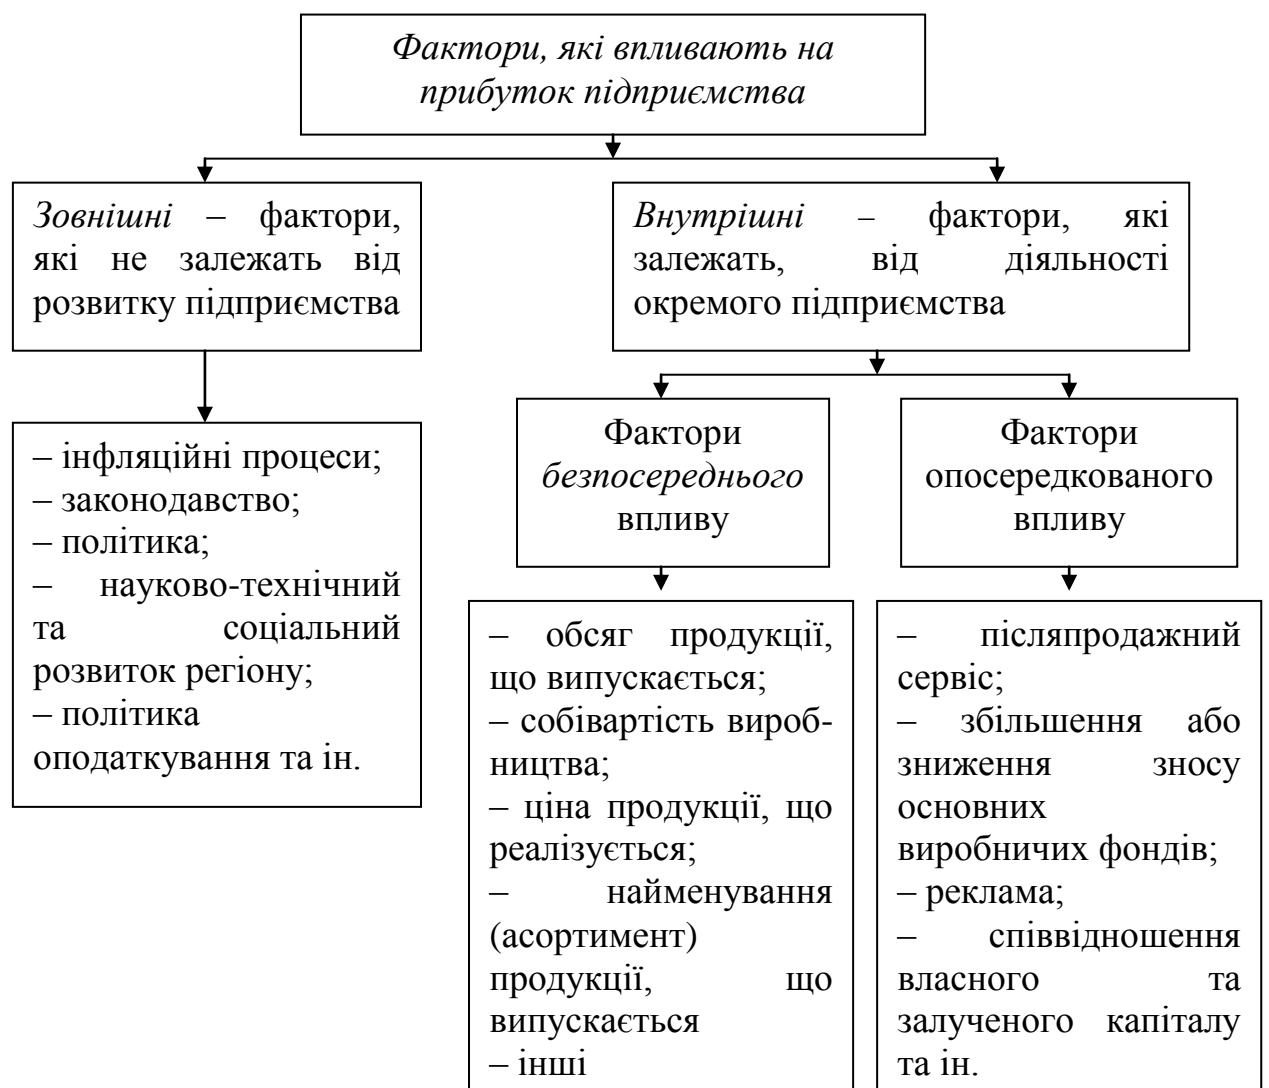 Фактори, які впливають на
прибуток підприємства
Зовнішні – фактори,
які не залежать від
розвитку підприємства
Внутрішні – фактори, які
залежать, від діяльності
окремого підприємства
– інфляційні процеси;
– законодавство;
– політика;
– науково-технічний
та соціальний
розвиток регіону;
– політика
оподаткування та ін.
Фактори
безпосереднього
впливу
Фактори
опосередкованого
впливу
– обсяг продукції,
що випускається;
– собівартість вироб-
ництва;
– ціна продукції, що
реалізується;
– найменування
(асортимент)
продукції, що
випускається
– інші
– післяпродажний
сервіс;
– збільшення або
зниження зносу
основних
виробничих фондів;
– реклама;
– співвідношення
власного та
залученого капіталу
та ін.